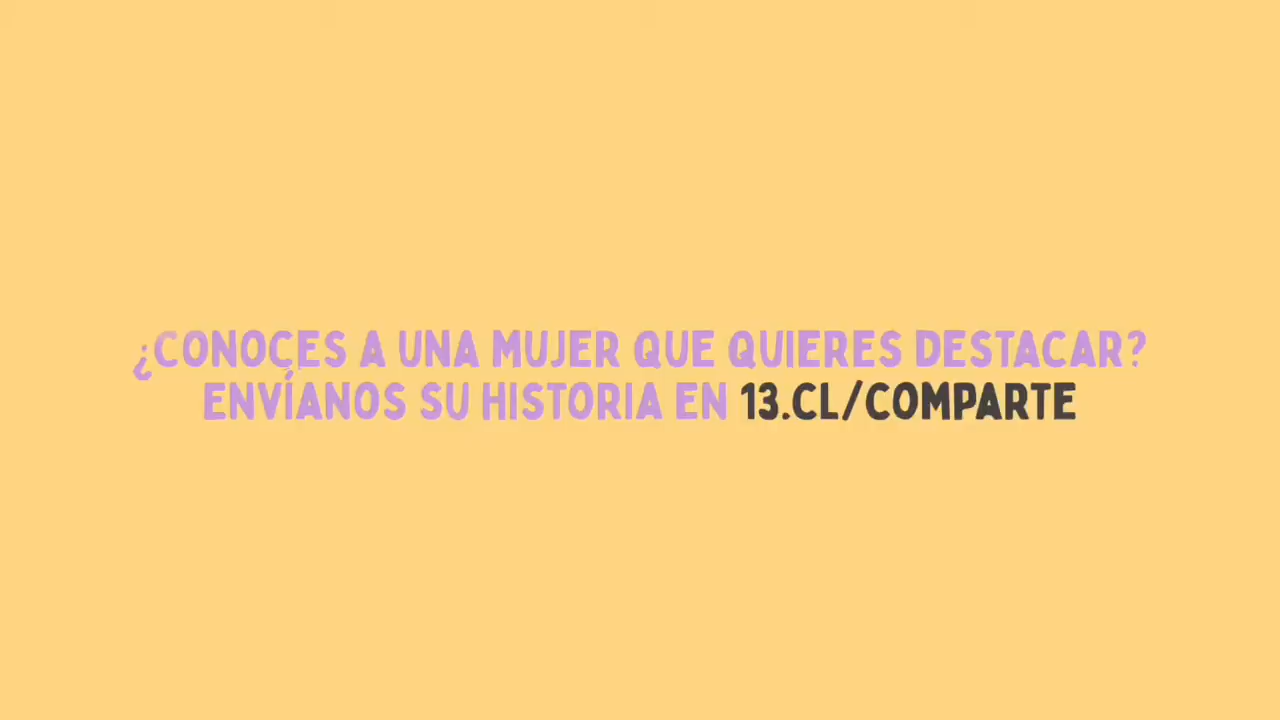 ¿CONOCES A UNA MUJER QUE QUIERES DESTACAR?
ENVÍANOS SU HISTORIA EN 13.CL/COMPARTE